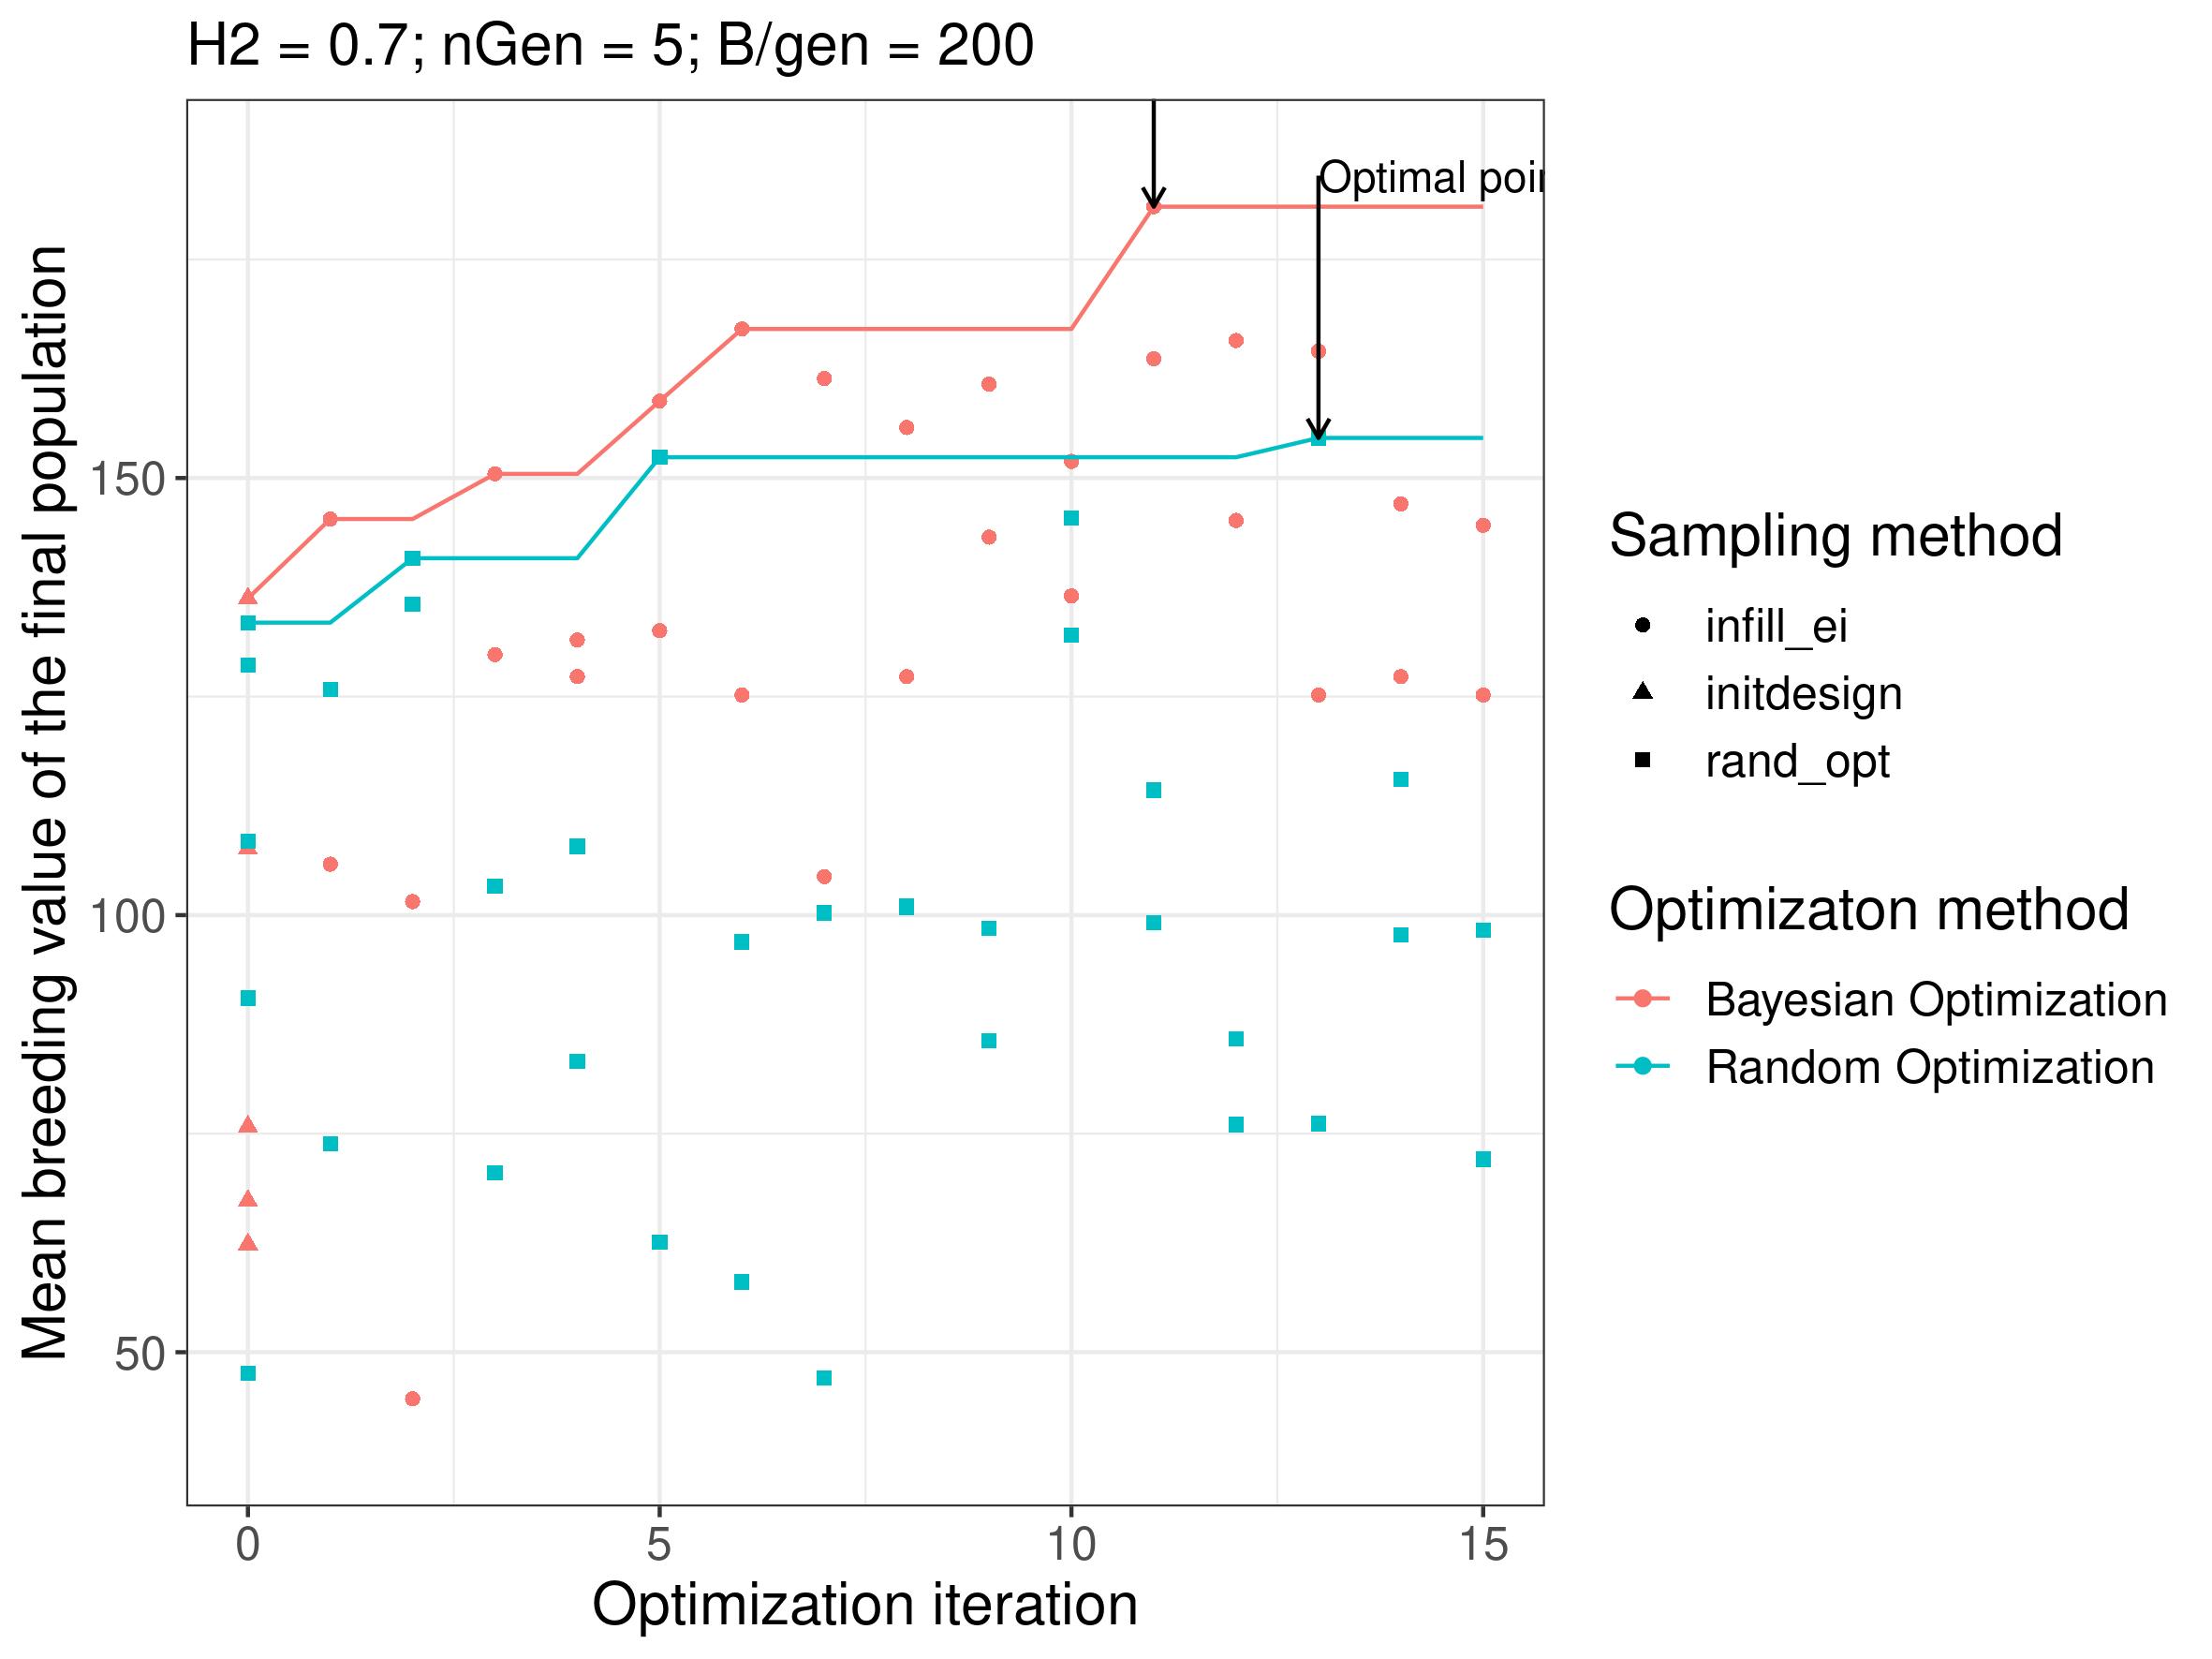 H2 = 0.7; nGen = 5; B/gen = 200
Optimal
Mean breeding value of the final population
150
100
50
0
5
10
15
Optimization iteration
Sampling method
infill_ei
initdesign
rand_opt
Optimizaton method
Bayesian Optimization
Random Optimization